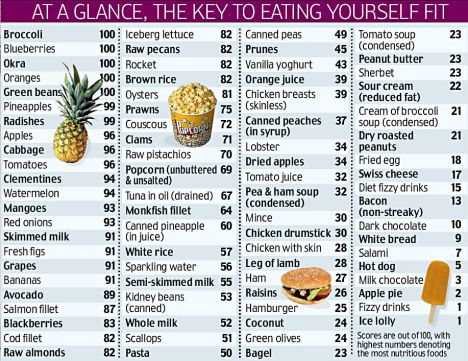 AT A GLANCE, THE KEY TO EATING YOURSELF FIT
Broccoli 100
Blueberries 100
Okra 100
Oranges 100
Green beans 100
Pineapples 99
Radishes 99
Apples 96
Cabbage 96
Tomatoes 96
Clementines 94
Watermelon 94
Mangoes 93
Red onions 93
Skimmed milk 91
Fresh figs 91
Grapes 91
Bananas 91
Avocado 89
Salmon fillet 87
Blackberries 83
Cod fillet 82
Raw almonds 82
Iceberg lettuce 82
Raw pecans 82
Rocket 82
Brown rice 82
Oysters 81
Prawns 75
Couscous 72
Clams 71
Raw pistachios 70
Popcorn (unbuttered 69
& unsalted)
Tuna in oil (drained) 67
Monkfish fillet 64
Canned pineapple 60
(in juice)
White rice 57
Sparkling water 56
Semi-skimmed milk 55
Kidney beans 53
(canned)
Whole milk 52
Scallops 51
Pasta 50
POPCORN
Canned peas 49
Prunes 45
Vanilla yoghurt 43
Orange juice 39
Chicken breasts 39
(skinless)
Canned peaches 37
(in syrup)
Lobster 34
Dried apples 34
Tomato juice 32
Pea & ham soup 32
(condensed)
Mince 30
Chicken drumstick 30
Chicken with skin 28
Leg of lamb 28
Ham 27
Raisins 26
Hamburger 25
Coconut 24
Green olives 24
Bagel 23
Tomato soup 23
(condensed)
Peanut butter 23
Sherbet 23
Sour cream 22
(reduced fat)
Cream of broccoli 21
soup (condensed)
Dry roasted 21
peanuts
Fried egg 18
Swiss cheese 17
Diet fizzy drinks 15
Bacon 13
(non-streaky)
Dark chocolate 10
White bread 9
Salami 7
Hot dog 5
Milk chocolate 3
Apple pie 2
Fizzy drinks 1
Ice lolly 1
Scores are out of 100, with
highest numbers denoting
the most nutritious foods